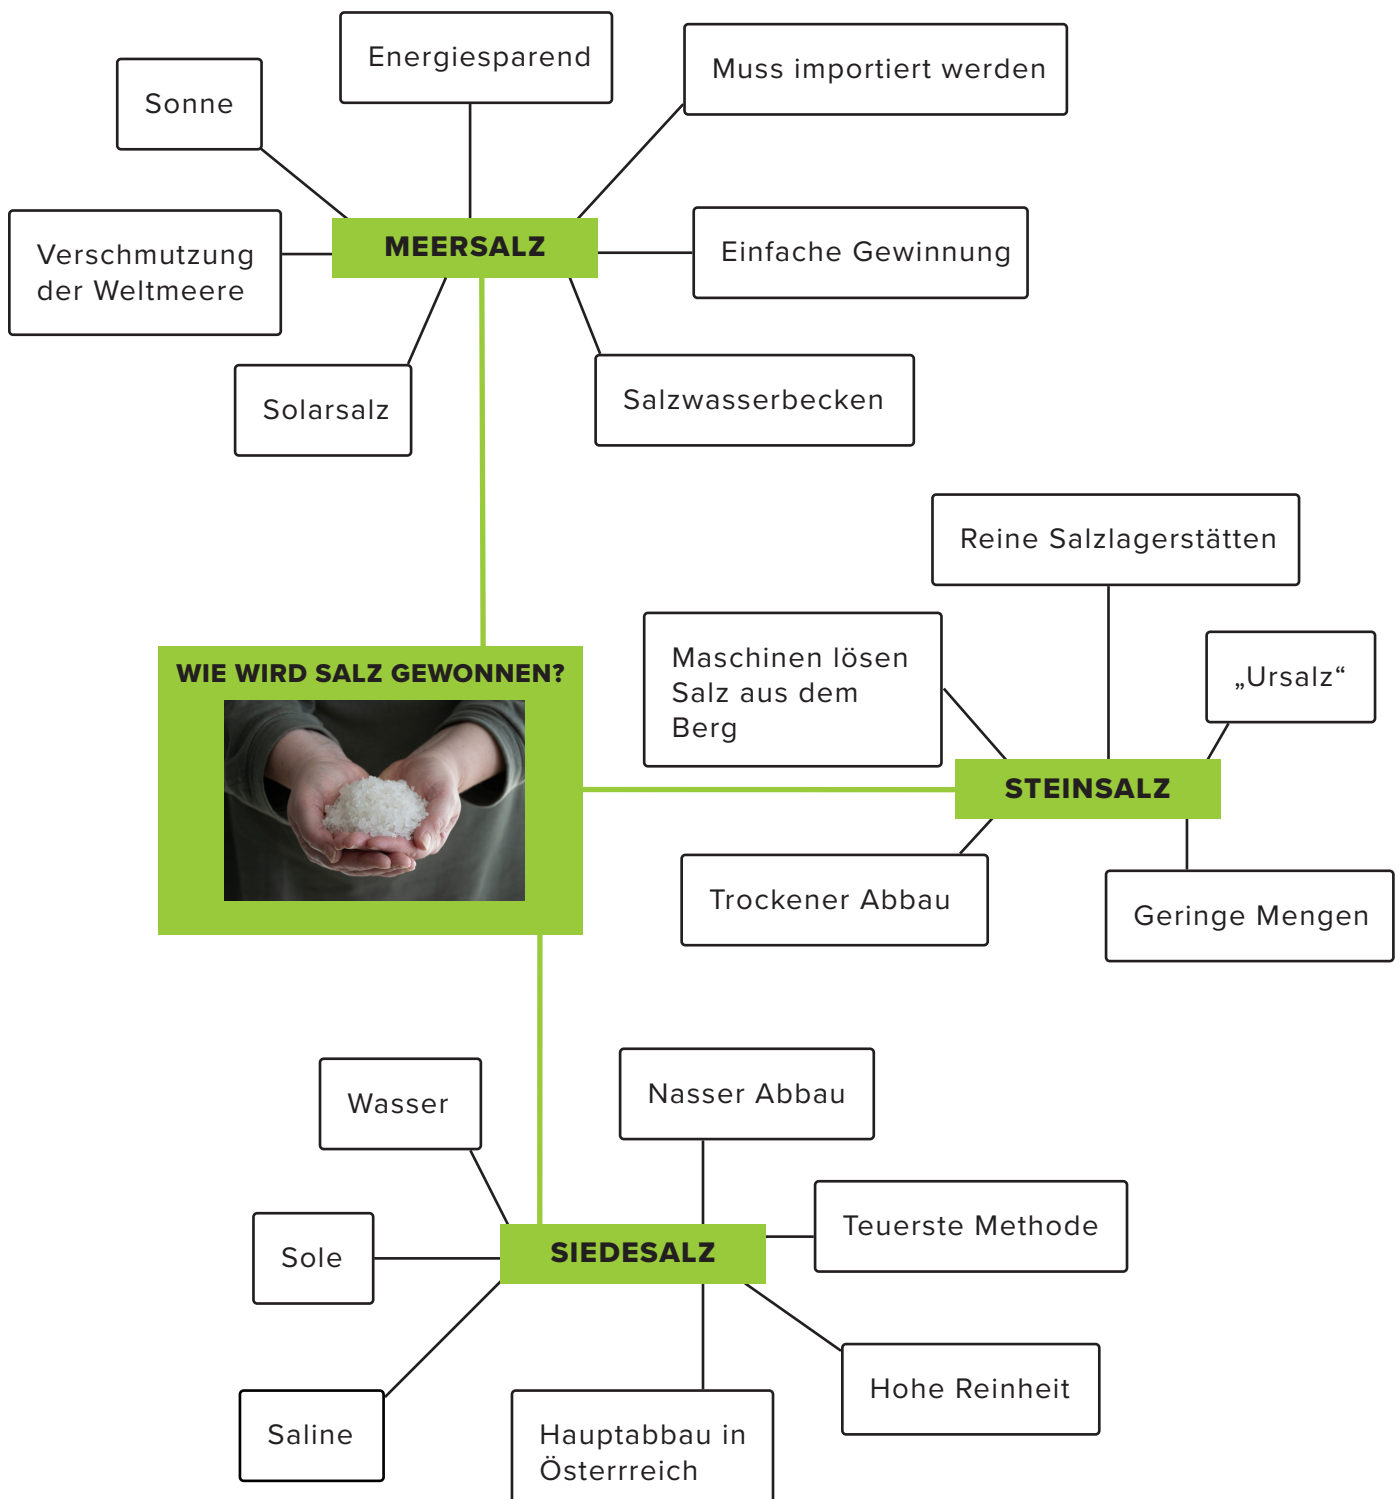 Energiesparend
Muss importiert werden
Sonne
MEERSALZ
Verschmutzung
der Weltmeere
Einfache Gewinnung
Solarsalz
Salzwasserbecken
Reine Salzlagerstätten
WIE WIRD SALZ GEWONNEN?
Maschinen lösen
Salz aus dem
Berg
„Ursalz“
STEINSALZ
Trockener Abbau
Geringe Mengen
Wasser
Nasser Abbau
Teuerste Methode
Sole
SIEDESALZ
Hohe Reinheit
Saline
Hauptabbau in
Österrreich